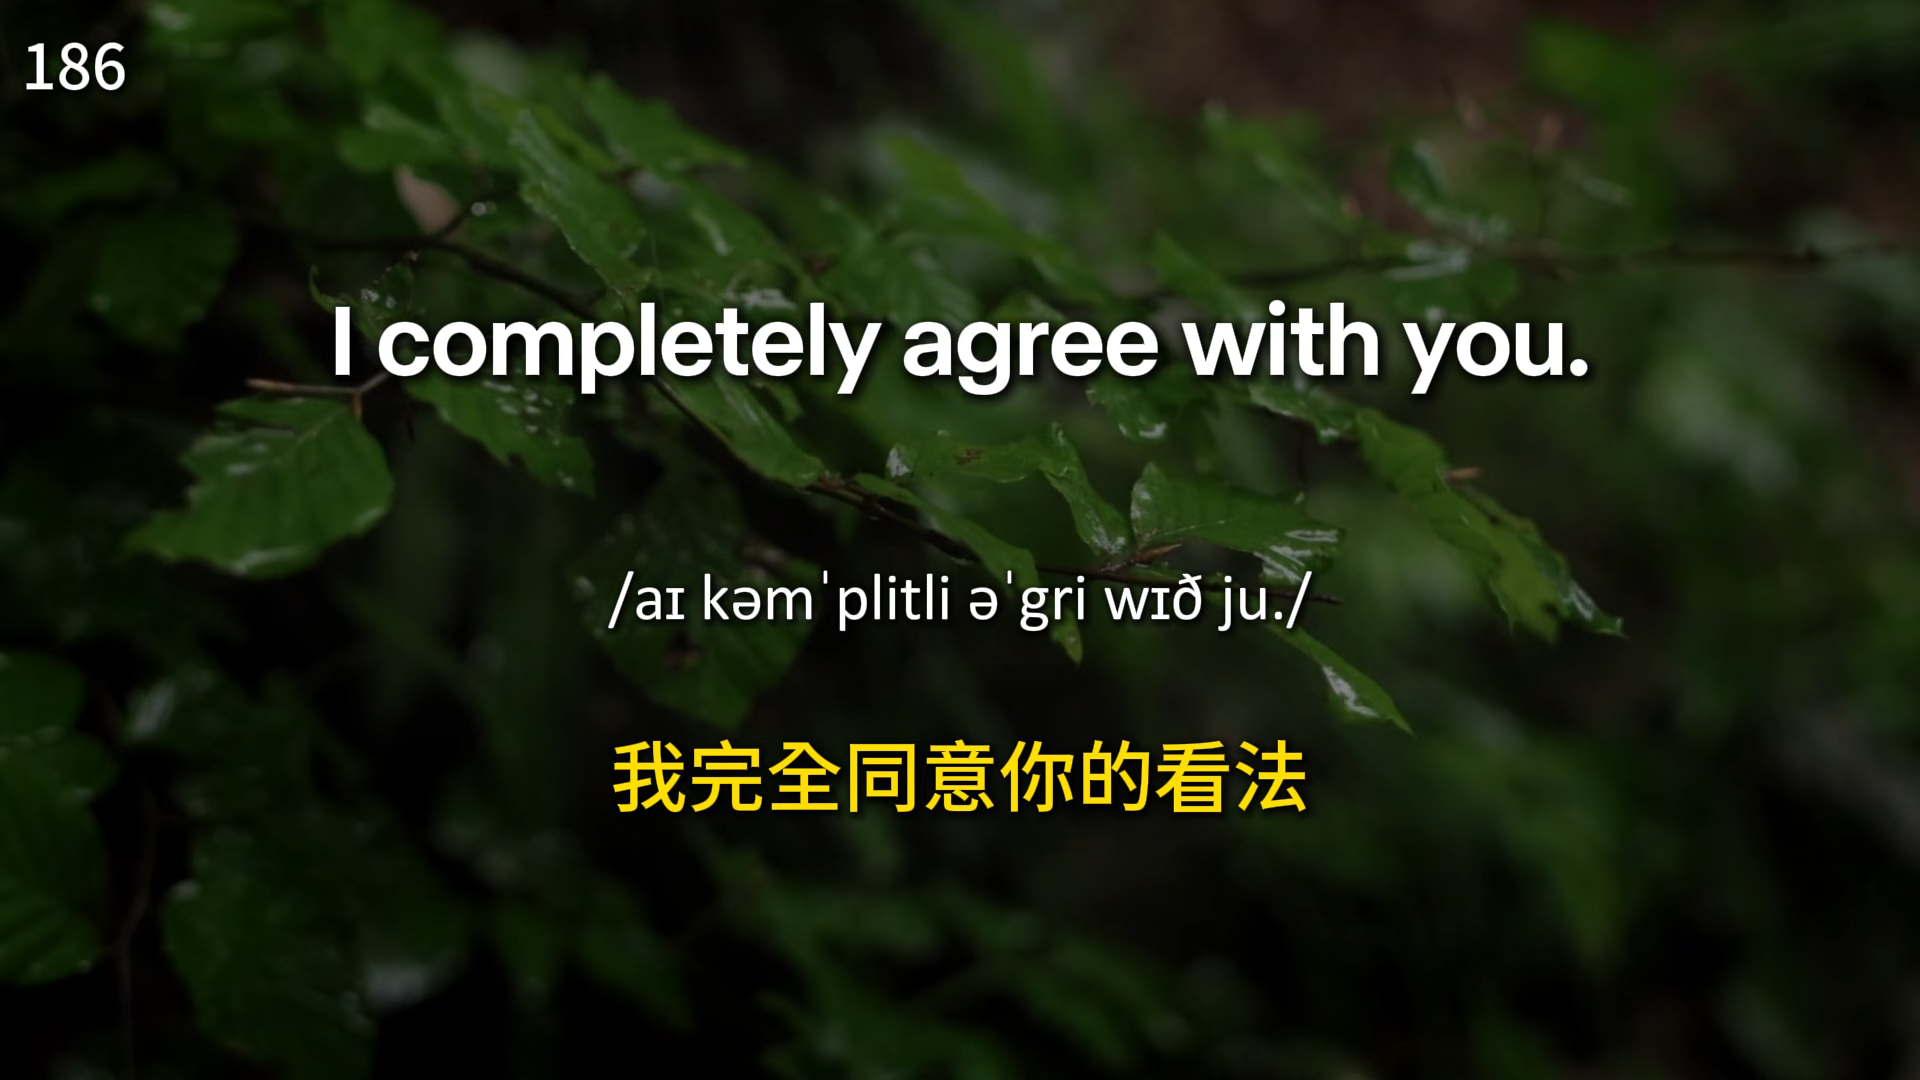 186
I completely agree with you.
/aɪ kəmˈplitli əˈgri wɪð ju./
我完全同意你的看法